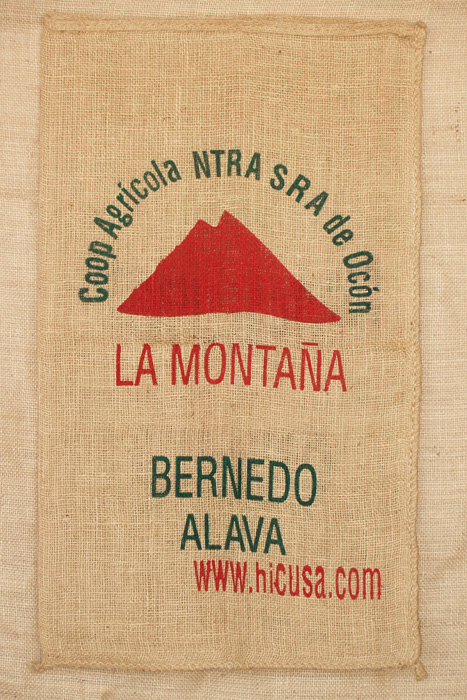 Coop Agrícola NTRA SRA de Ocón
LA MONTAÑA
BERNEDO
ALAVA
www.hicusa.com